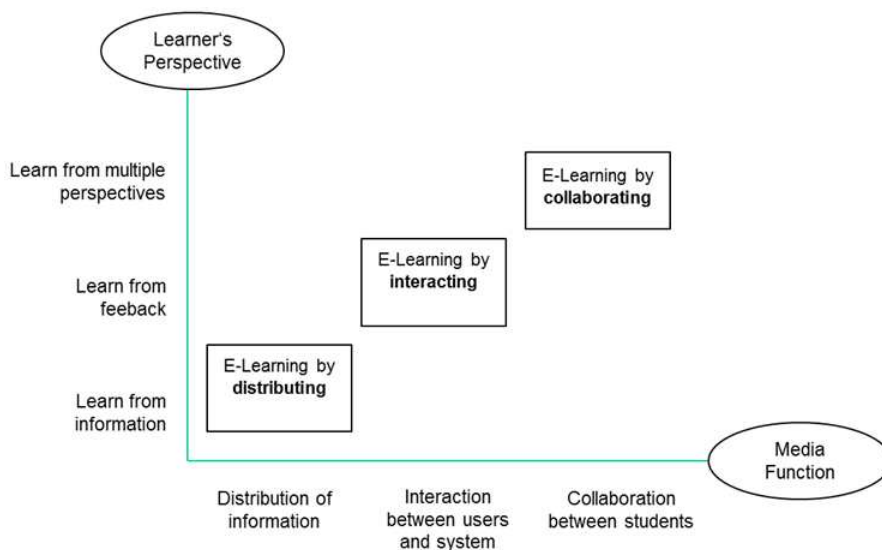 Learner‘s
Perspective
Learn from multiple
perspectives
E-Learning by
collaborating
E-Learning by
interacting
Learn from
feeback
E-Learning by
distributing
Learn from
information
Media
Function
Distribution of
information
Interaction
between users
and system
Collaboration
between students